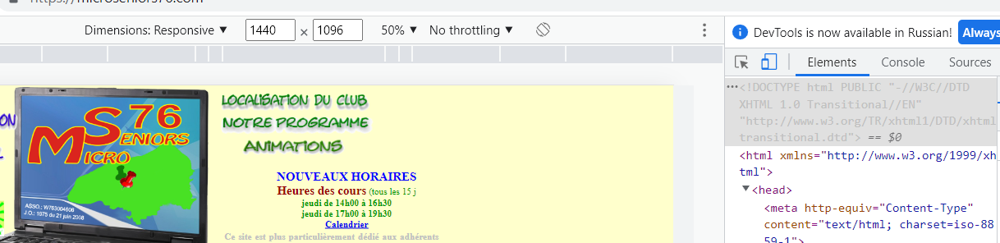 https://microseniors76.com
Dimensions: Responsive ▼ 1440 × 1096 50% ▼ No throttling ▼
DevTools is now available in Russian! Always
Elements Console Sources
LOCALISATION DU CLUB
NOTRE PROGRAMME
ANIMATIONS
MICRO SENIORS 76
ASSO.: W763004608
J.O.: 1975 du 21 juin 2008
NOUVEAUX HORAIRES
Heures des cours (tous les 15 j
jeudi de 14h00 à 16h30
jeudi de 17h00 à 19h30
Calendrier
Ce site est plus particulièrement dédié aux adhérents
…<!DOCTYPE html PUBLIC "-//W3C//DTD
XHTML 1.0 Transitional//EN"
"http://www.w3.org/TR/xhtml1/DTD/xhtml
transitional.dtd"> == $0
<html xmlns="http://www.w3.org/1999/xh
tml">
▼<head>
<meta http-equiv="Content-Type"
content="text/html; charset=iso-88
59-1">